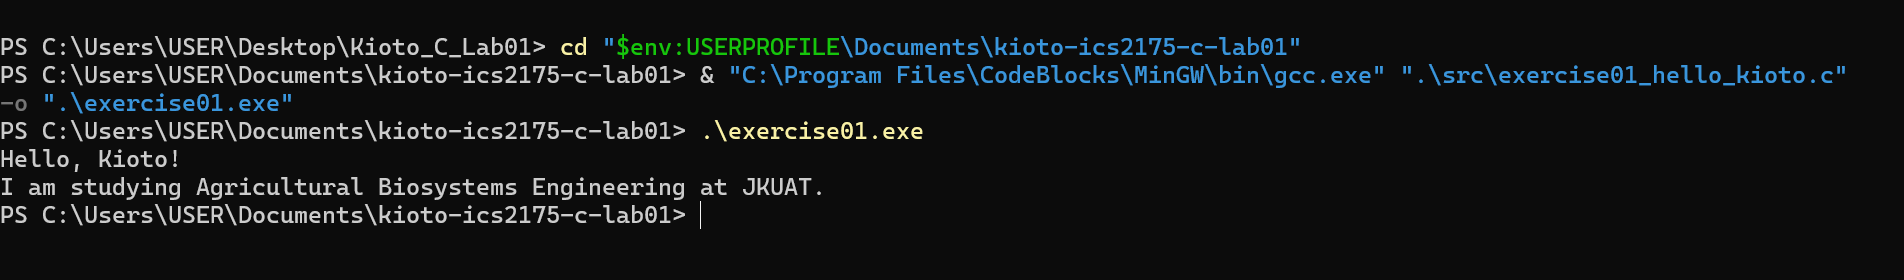 PS C:\Users\USER\Desktop\Kioto_C_Lab01> cd "$env:USERPROFILE\Documents\kioto-ics2175-c-lab01"
PS C:\Users\USER\Documents\kioto-ics2175-c-lab01> & "C:\Program Files\CodeBlocks\MinGW\bin\gcc.exe" ".\src\exercise01_hello_kioto.c"
-o ".\exercise01.exe"
PS C:\Users\USER\Documents\kioto-ics2175-c-lab01> .\exercise01.exe
Hello, Kioto!
I am studying Agricultural Biosystems Engineering at JKUAT.
PS C:\Users\USER\Documents\kioto-ics2175-c-lab01>